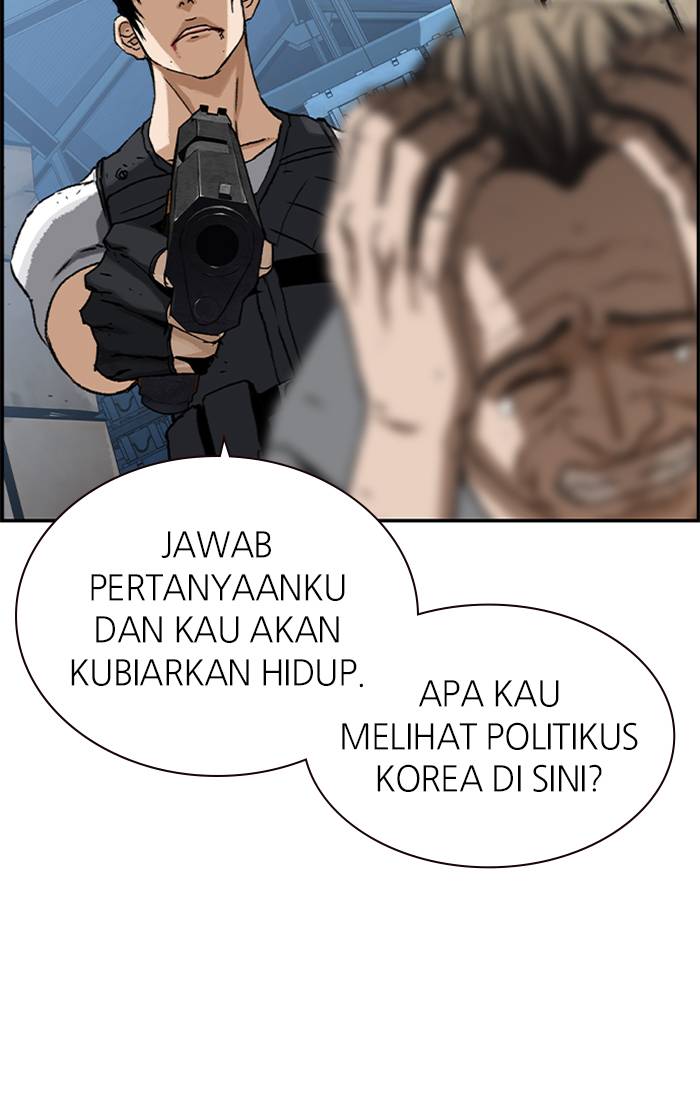 JAWAB
PERTANYAANKU
DAN KAU AKAN
KUBIARKAN HIDUP.
APA KAU
MELIHAT POLITIKUS
KOREA DI SINI?